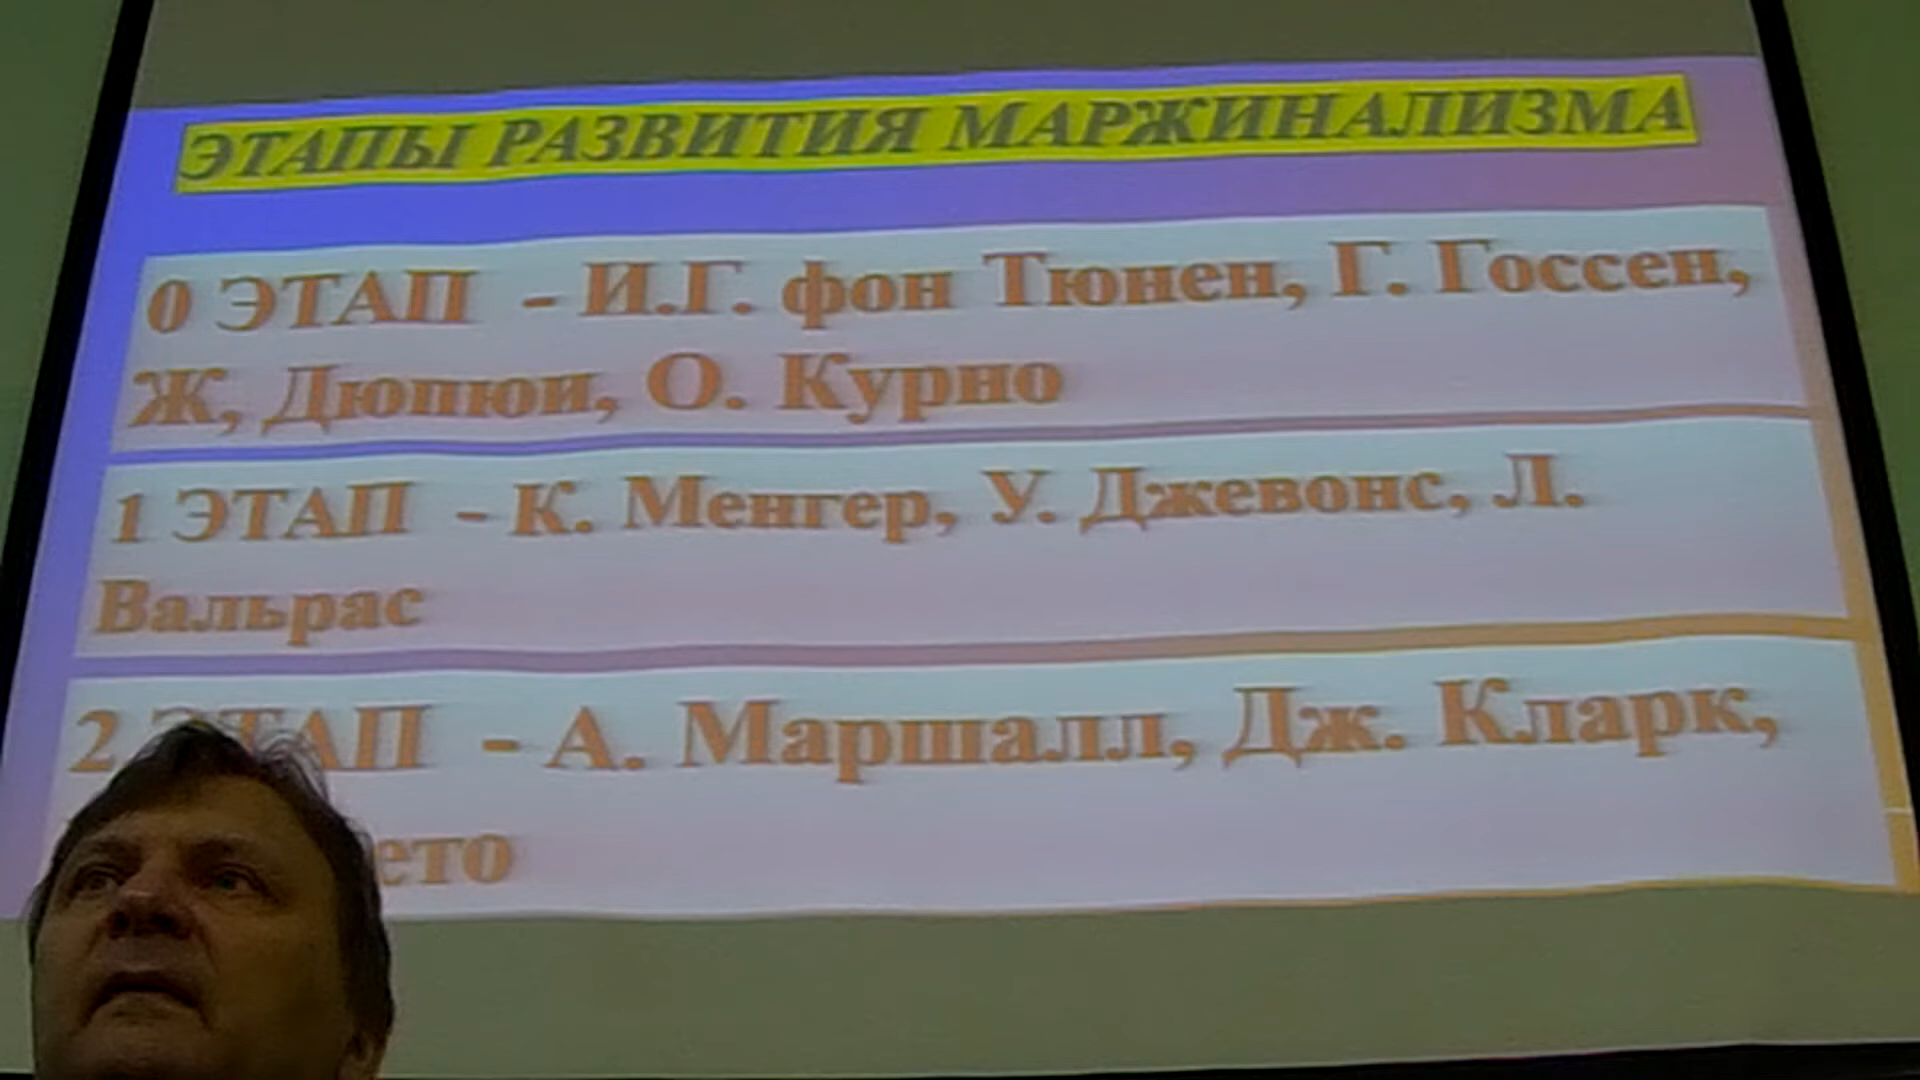 ЭТАПЫ РАЗВИТИЯ МАРЖИНАЛИЗМА
0 ЭТАП - И.Г. фон Тюнен, Г. Госсен,
Ж, Дюпюи, О. Курно
1 ЭТАП - К. Менгер, У. Джевонс, Л.
Вальрас
2 ЭТАП - А. Маршалл, Дж. Кларк,